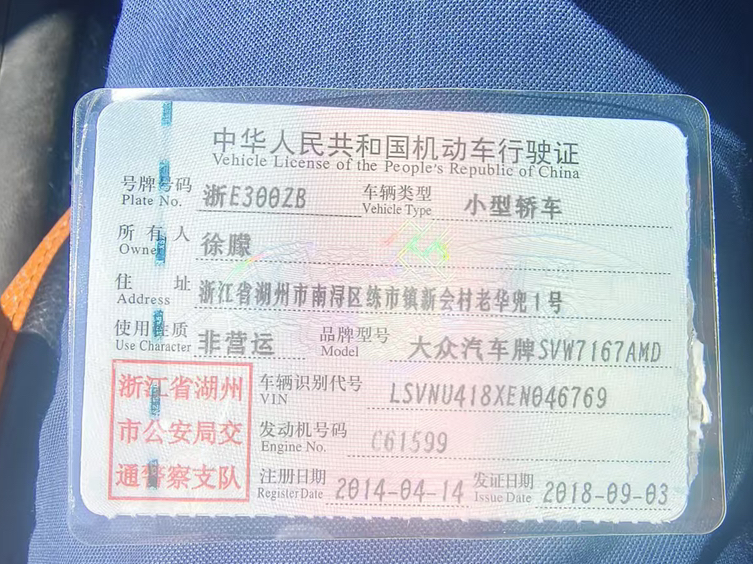 中华人民共和国机动车行驶证
Vehicle License of the People's Republic of China
号牌号码 浙E300ZB 车辆类型 小型轿车
Plate No. Vehicle Type
所有人 徐朦
Owner
住址 浙江省湖州市南浔区练市镇新会村老华兜1号
Address
使用性质 非营运 品牌型号 大众汽车牌SVW7167AMD
Use Character Model
浙江省湖州
市公安局交
通警察支队
车辆识别代号 LSVNU418XEN046769
VIN
发动机号码 C61599
Engine No.
注册日期 2014-04-14 发证日期 2018-09-03
Register Date Issue Date